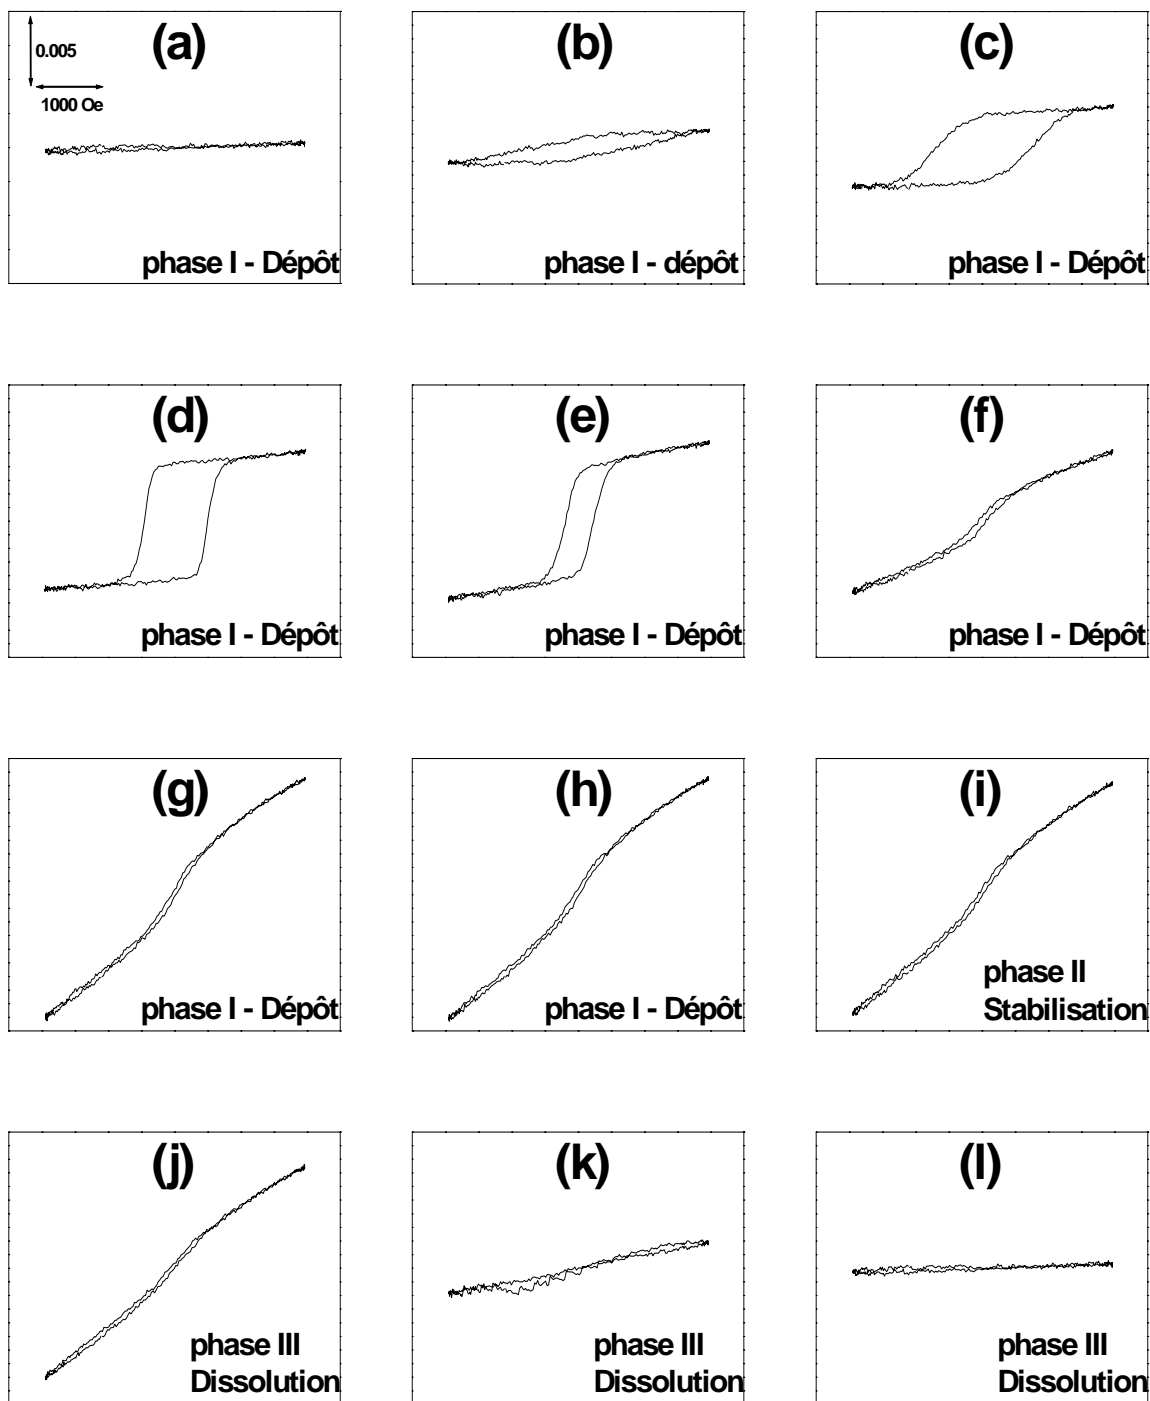 (a)
0.005
1000 Oe
phase I - Dépôt
(b)
phase I - dépôt
(c)
phase I - Dépôt
(d)
phase I - Dépôt
(e)
phase I - Dépôt
(f)
phase I - Dépôt
(g)
phase I - Dépôt
(h)
phase I - Dépôt
(i)
phase II
Stabilisation
(j)
phase III
Dissolution
(k)
phase III
Dissolution
(l)
phase III
Dissolution